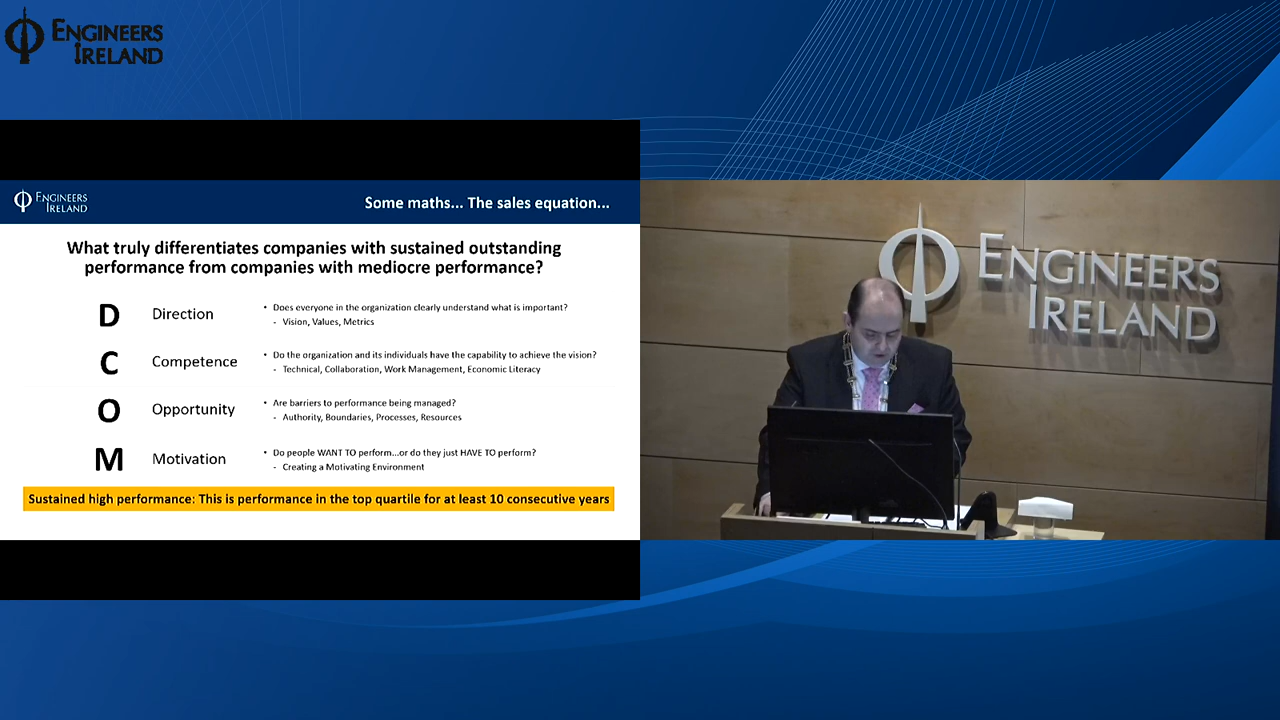 ENGINEERS
IRELAND
ENGINEERS
IRELAND
Some maths... The sales equation...
What truly differentiates companies with sustained outstanding
performance from companies with mediocre performance?
D Direction
• Does everyone in the organization clearly understand what is important?
- Vision, Values, Metrics
C Competence
• Do the organization and its individuals have the capability to achieve the vision?
- Technical, Collaboration, Work Management, Economic Literacy
O Opportunity
• Are barriers to performance being managed?
- Authority, Boundaries, Processes, Resources
M Motivation
• Do people WANT TO perform...or do they just HAVE TO perform?
- Creating a Motivating Environment
Sustained high performance: This is performance in the top quartile for at least 10 consecutive years
ENGINEERS
IRELAND